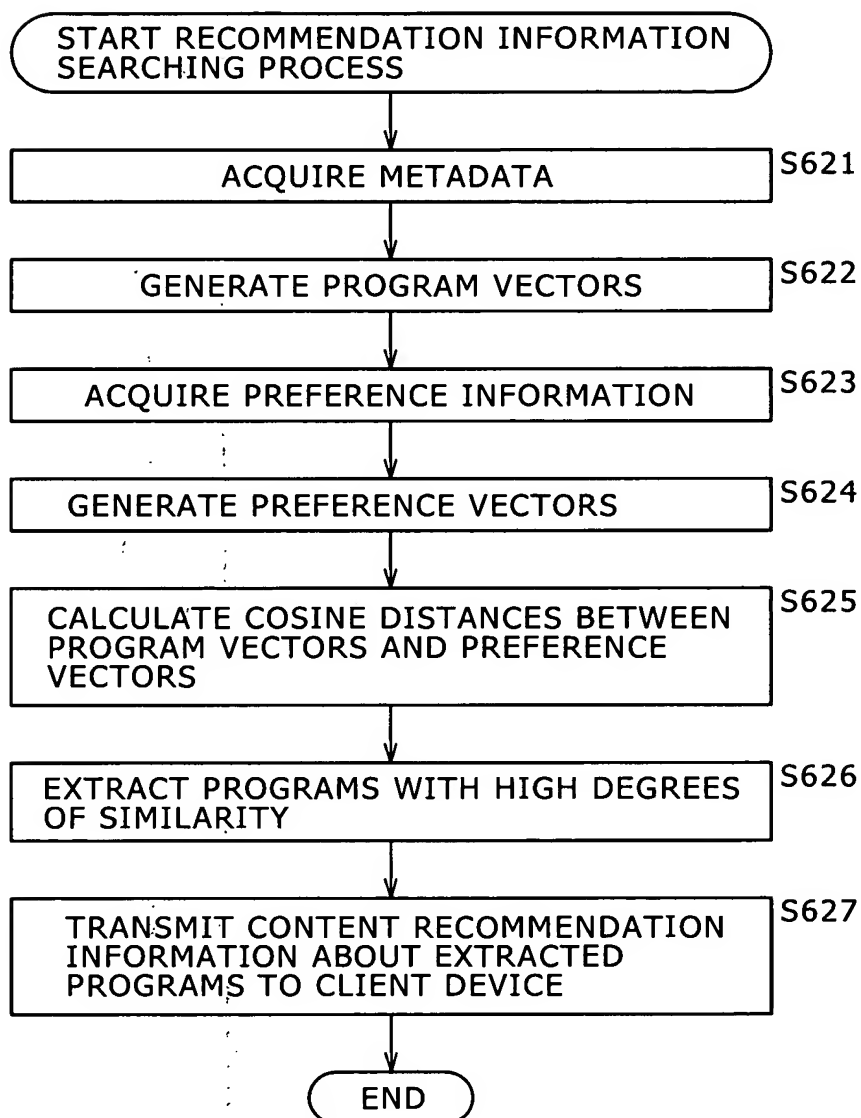 START RECOMMENDATION INFORMATION
SEARCHING PROCESS
ACQUIRE METADATA
S621
GENERATE PROGRAM VECTORS
S622
ACQUIRE PREFERENCE INFORMATION
S623
GENERATE PREFERENCE VECTORS
S624
CALCULATE COSINE DISTANCES BETWEEN
PROGRAM VECTORS AND PREFERENCE
VECTORS
S625
EXTRACT PROGRAMS WITH HIGH DEGREES
OF SIMILARITY
S626
TRANSMIT CONTENT RECOMMENDATION
INFORMATION ABOUT EXTRACTED
PROGRAMS TO CLIENT DEVICE
S627
END